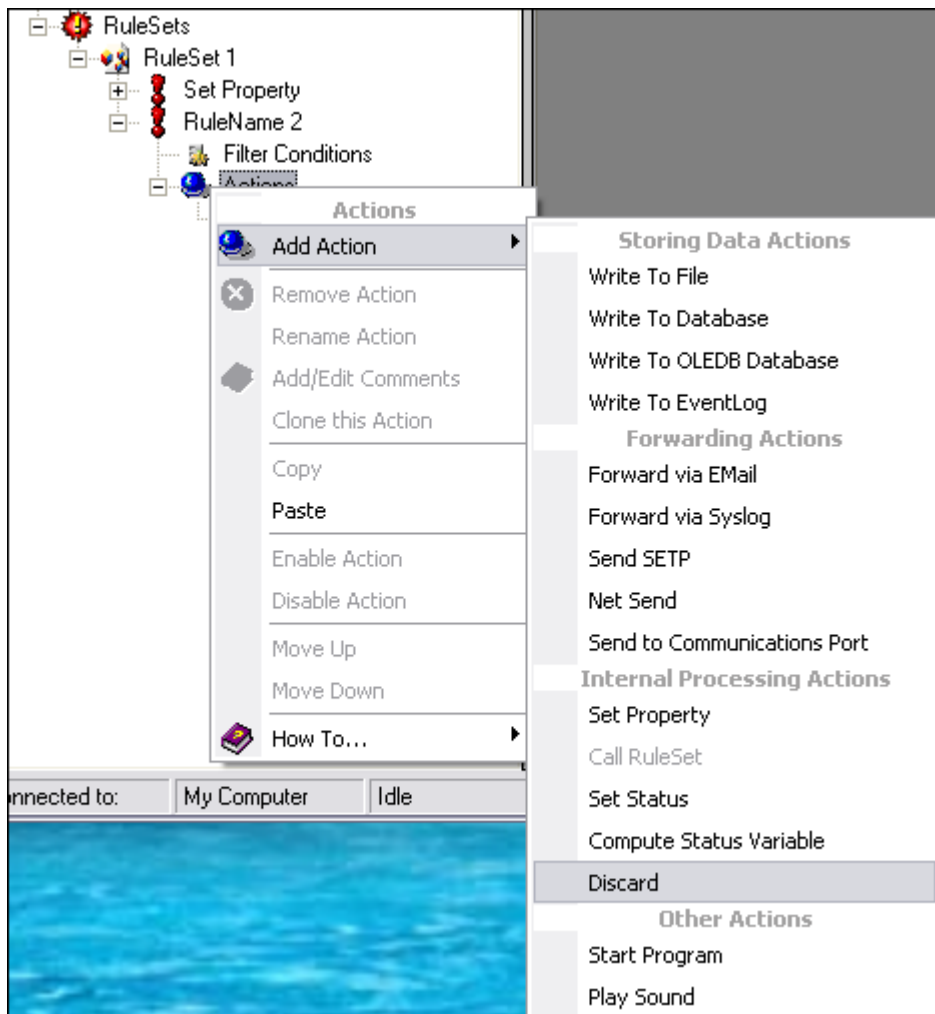 RuleSets
RuleSet 1
Set Property
RuleName 2
Filter Conditions
Actions
Actions
Add Action
Remove Action
Rename Action
Add/Edit Comments
Clone this Action
Copy
Paste
Enable Action
Disable Action
Move Up
Move Down
How To...
Storing Data Actions
Write To File
Write To Database
Write To OLEDB Database
Write To EventLog
Forwarding Actions
Forward via EMail
Forward via Syslog
Send SETP
Net Send
Send to Communications Port
Internal Processing Actions
Set Property
Call RuleSet
Set Status
Compute Status Variable
Discard
Other Actions
Start Program
Play Sound
onnected to: My Computer Idle